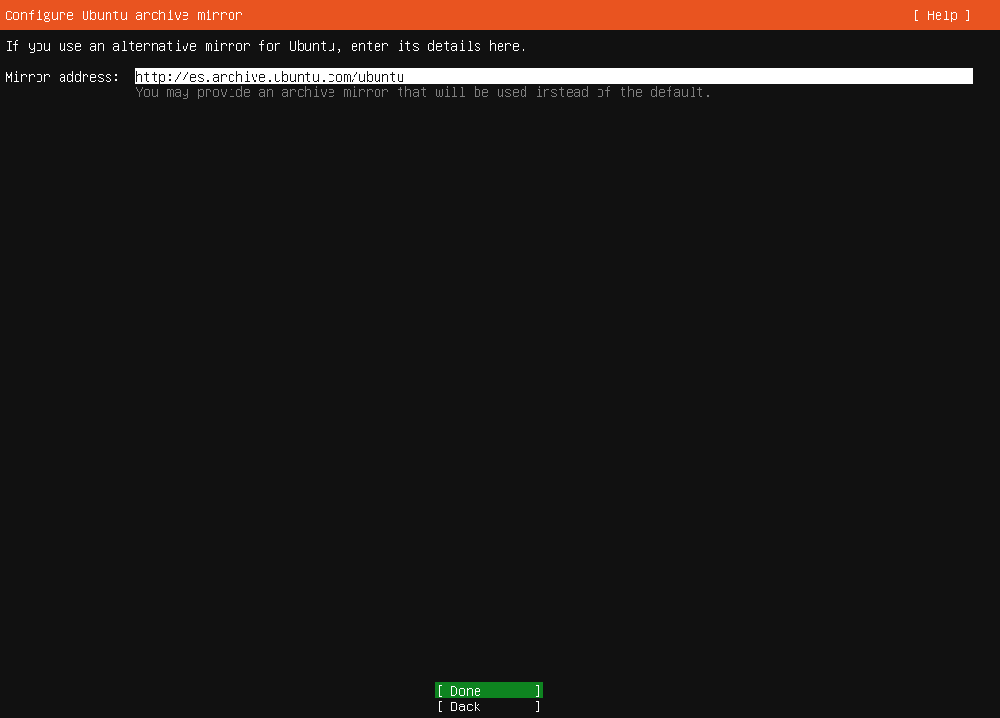 Configure Ubuntu archive mirror [ Help ]
If you use an alternative mirror for Ubuntu, enter its details here.
Mirror address: http://es.archive.ubuntu.com/ubuntu
You may provide an archive mirror that will be used instead of the default.
[ Done ]
[ Back ]